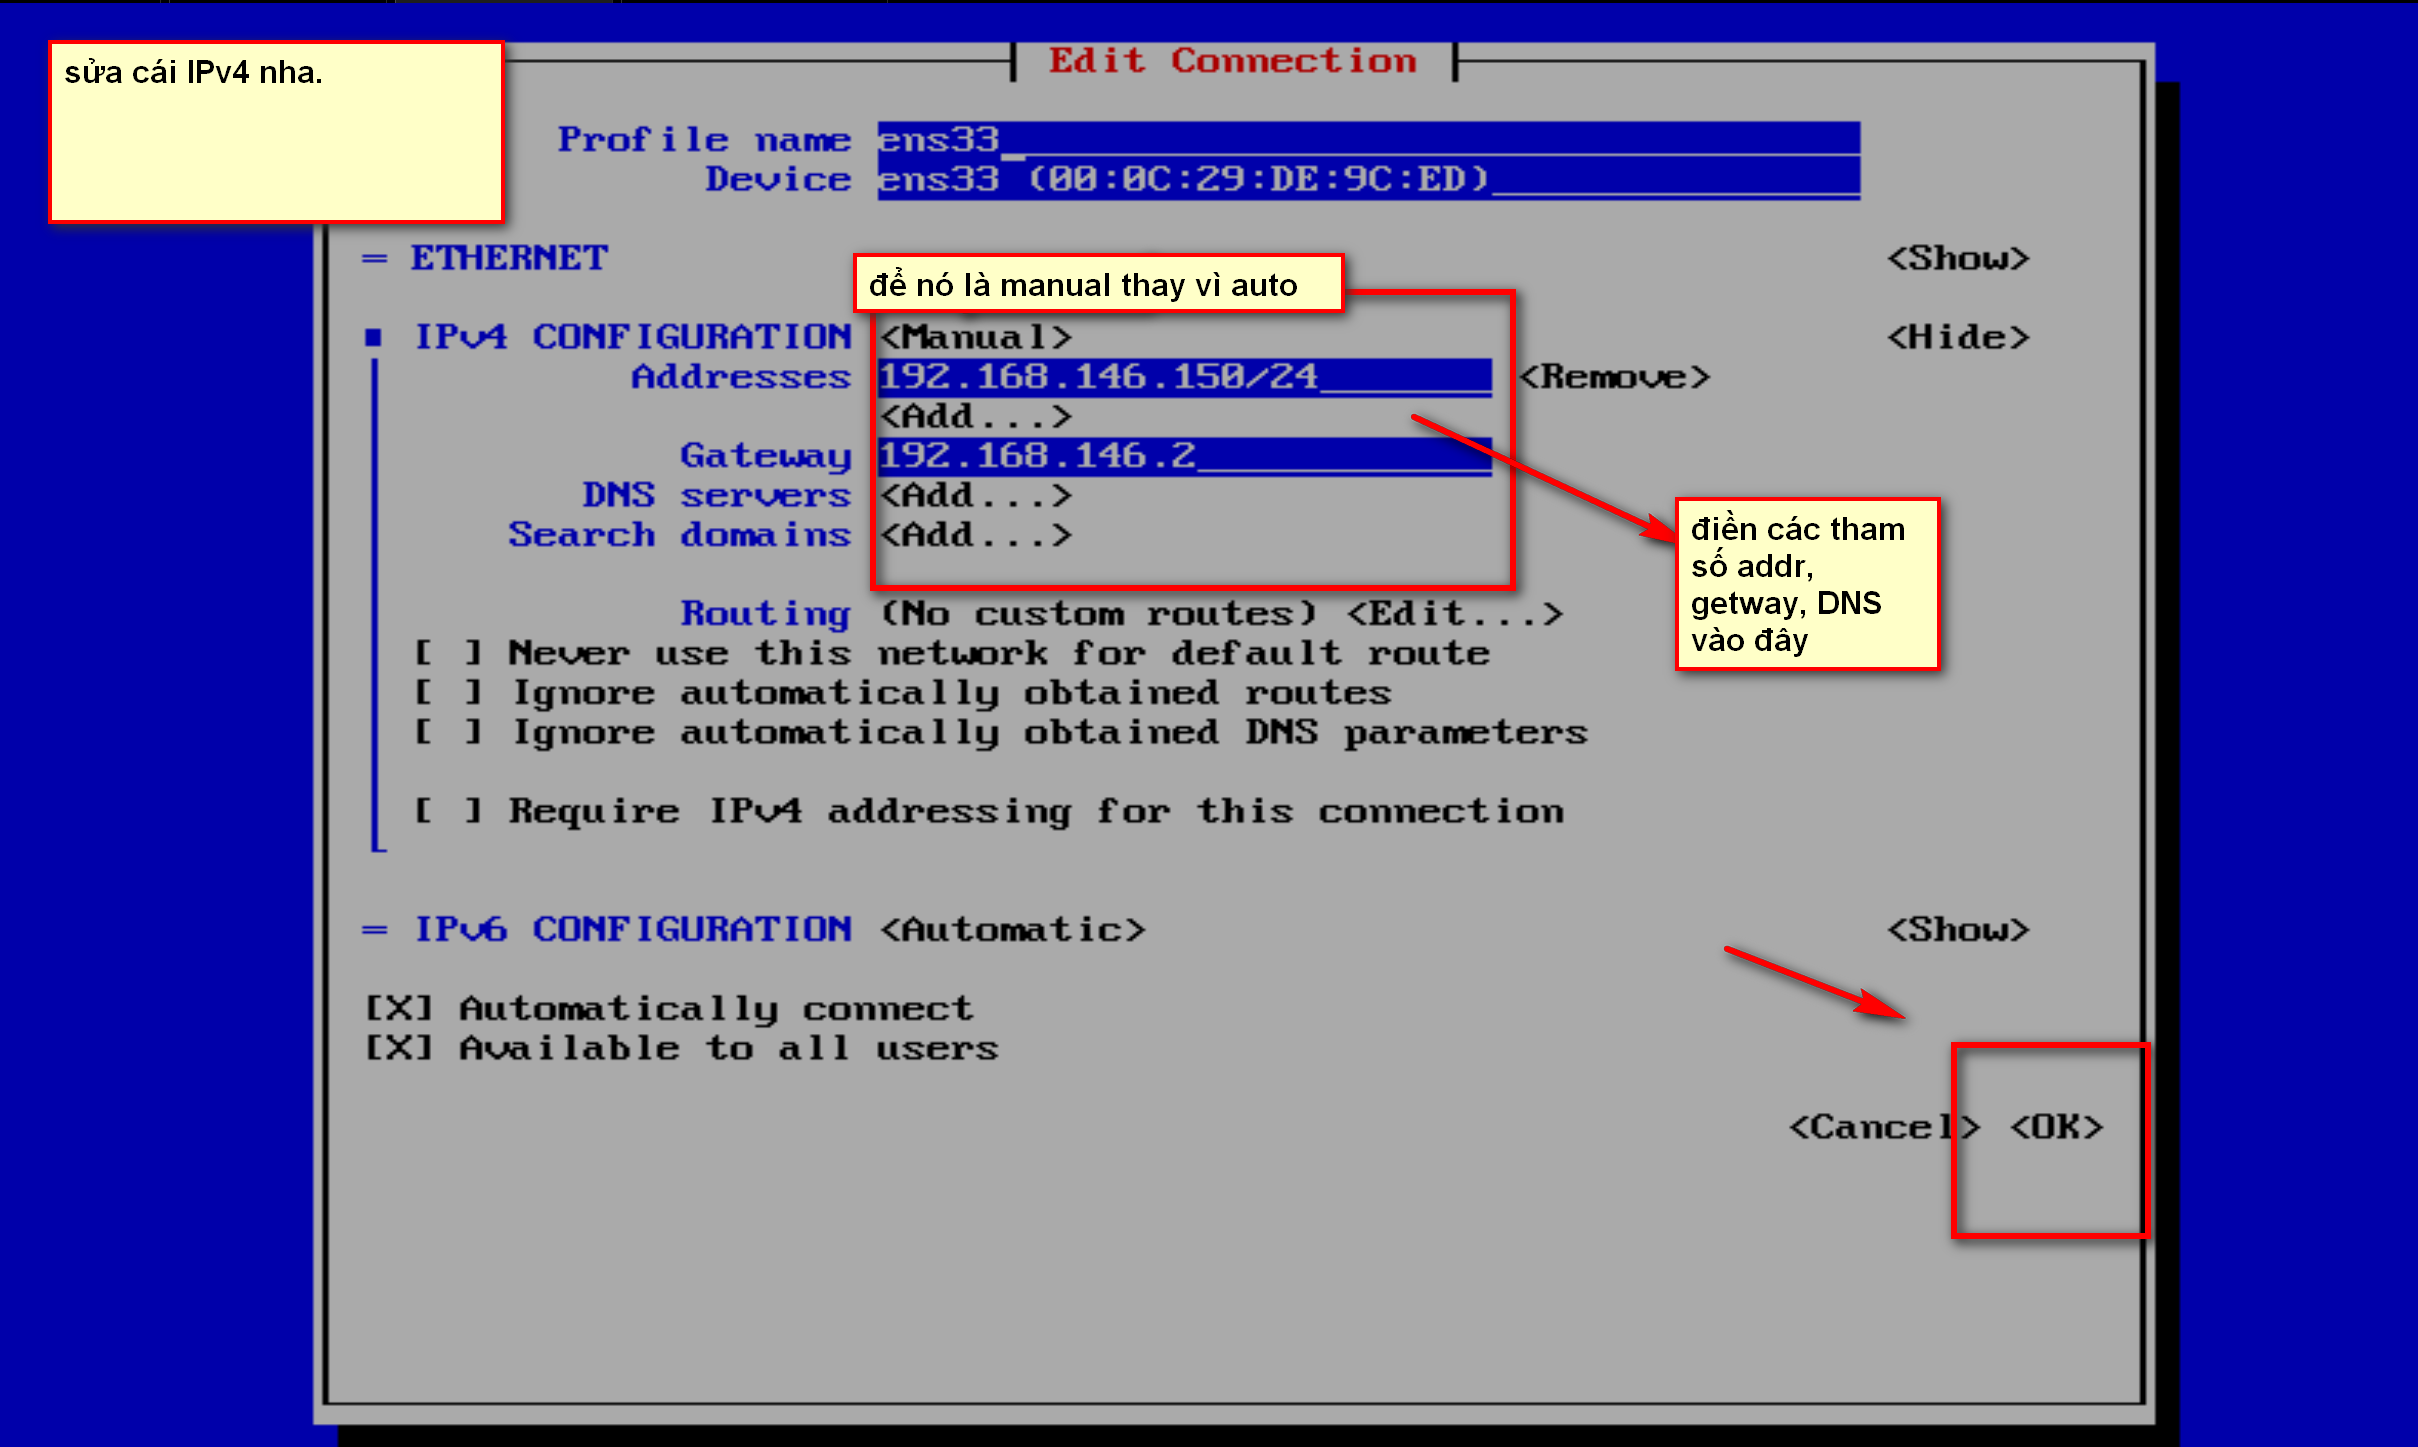 sửa cái IPv4 nha.
Edit Connection
Profile name ens33
Device ens33 (00:0C:29:DE:9C:ED)
= ETHERNET <Show>
để nó là manual thay vì auto
IPv4 CONFIGURATION <Manual> <Hide>
Addresses 192.168.146.150/24 <Remove>
<Add...>
Gateway 192.168.146.2
DNS servers <Add...>
Search domains <Add...>
điền các tham
số addr,
getway, DNS
vào đây
Routing (No custom routes) <Edit...>
[ ] Never use this network for default route
[ ] Ignore automatically obtained routes
[ ] Ignore automatically obtained DNS parameters
[ ] Require IPv4 addressing for this connection
= IPv6 CONFIGURATION <Automatic> <Show>
[X] Automatically connect
[X] Available to all users
<Cancel> <OK>